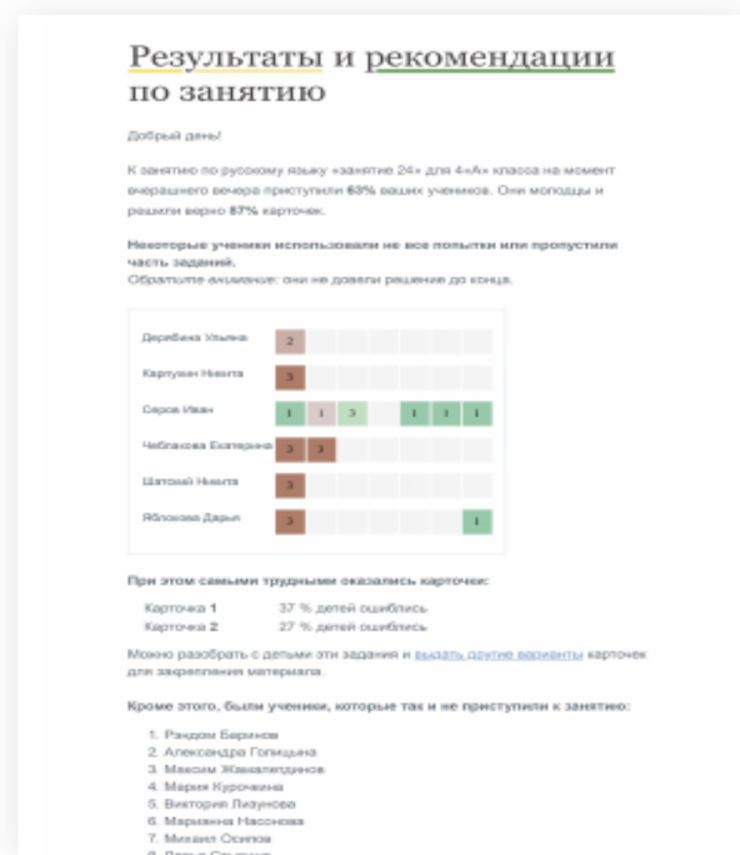 Результаты и рекомендации
по занятию
Добрый день!
К занятию по русскому языку «занятие 24» для 4«А» класса на момент
вчерашнего вечера приступили 63% ваших учеников. Они молодцы и
решили верно 87% карточек.
Некоторые ученики использовали не все попытки или пропустили
часть заданий.
Обратите внимание: они не довели решение до конца.
Дерябина Ульяна 2
Карпухин Никита 3
Серов Иван 1 1 3 1 1 1
Чеблакова Екатерина 3 3
Шатский Никита 3
Яблокова Дарья 3 1
При этом самыми трудными оказались карточки:
Карточка 1 37 % детей ошиблись
Карточка 2 27 % детей ошиблись
Можно разобрать с детьми эти задания и выдать другие варианты карточек
для закрепления материала.
Кроме этого, были ученики, которые так и не приступили к занятию:
1. Рэндом Баринов
2. Александра Голицына
3. Максим
4. Мария Курочкина
5. Виктория Лизунова
6. Марианна Насонова
7. Михаил Осипов